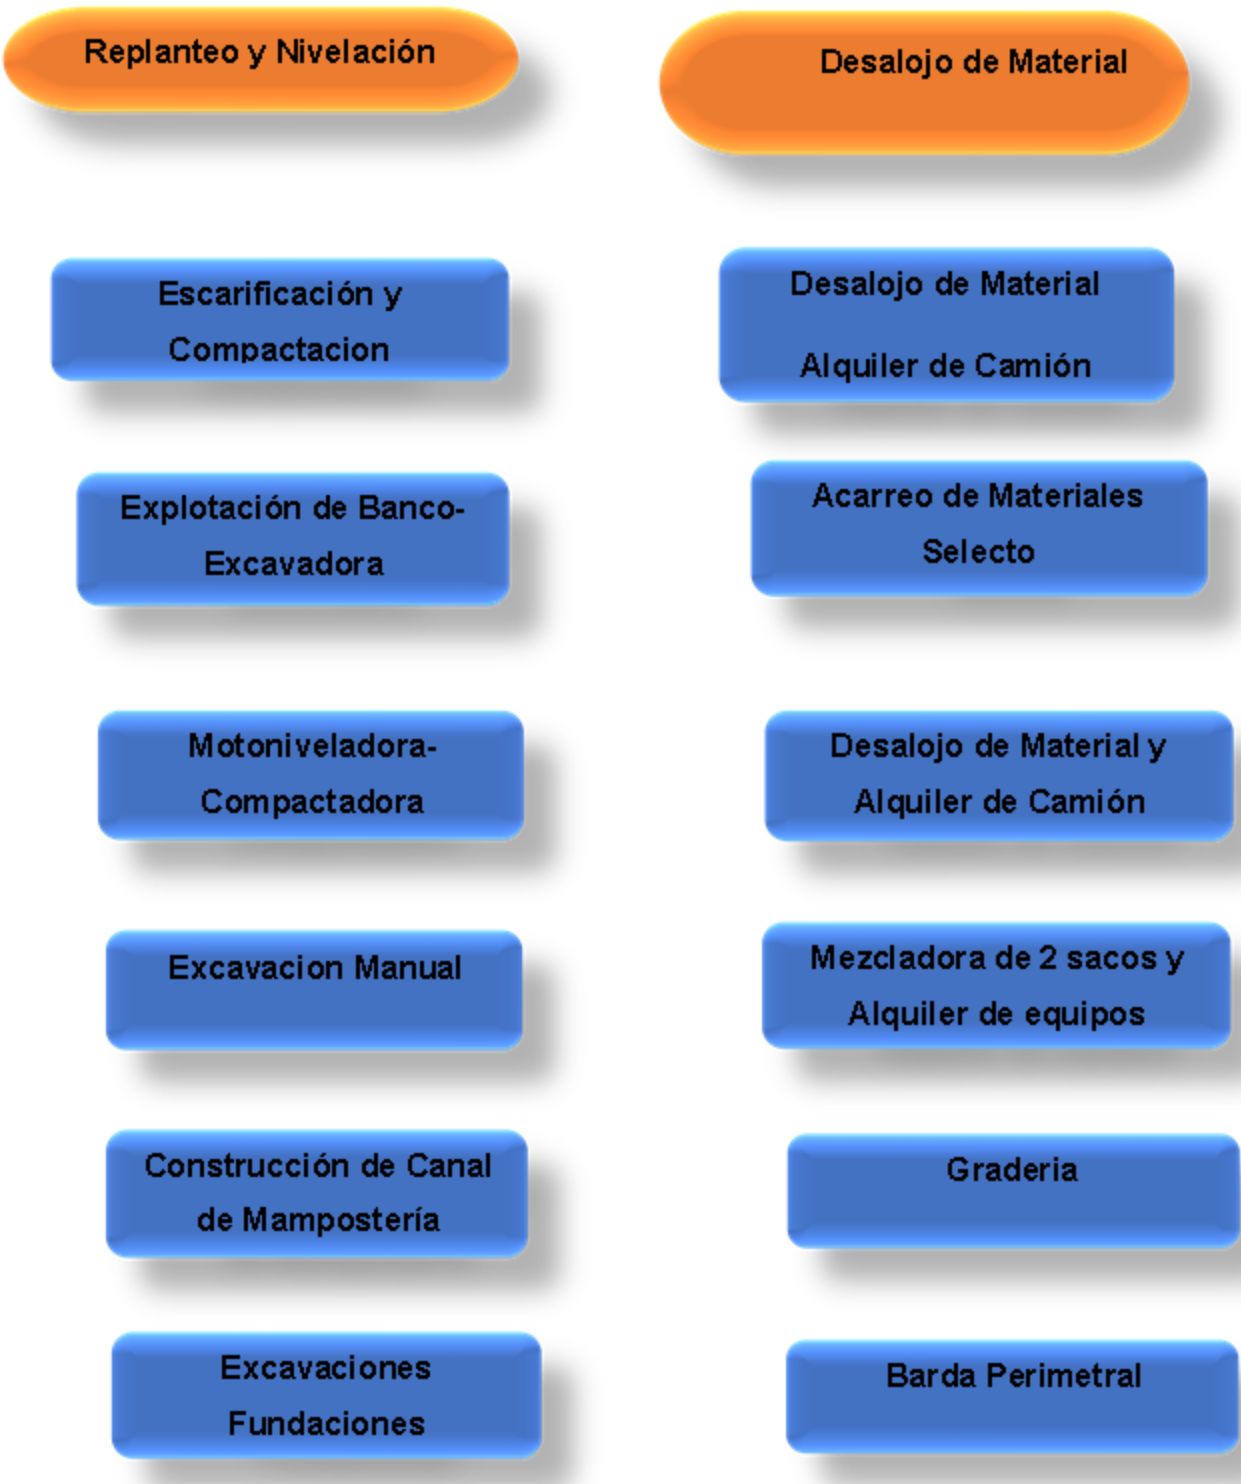 Replanteo y Nivelación
Desalojo de Material
Escarificación y
Compactacion
Desalojo de Material
Alquiler de Camión
Explotación de Banco-
Excavadora
Acarreo de Materiales
Selecto
Motoniveladora-
Compactadora
Desalojo de Material y
Alquiler de Camión
Excavacion Manual
Mezcladora de 2 sacos y
Alquiler de equipos
Construcción de Canal
de Mampostería
Graderia
Excavaciones
Fundaciones
Barda Perimetral